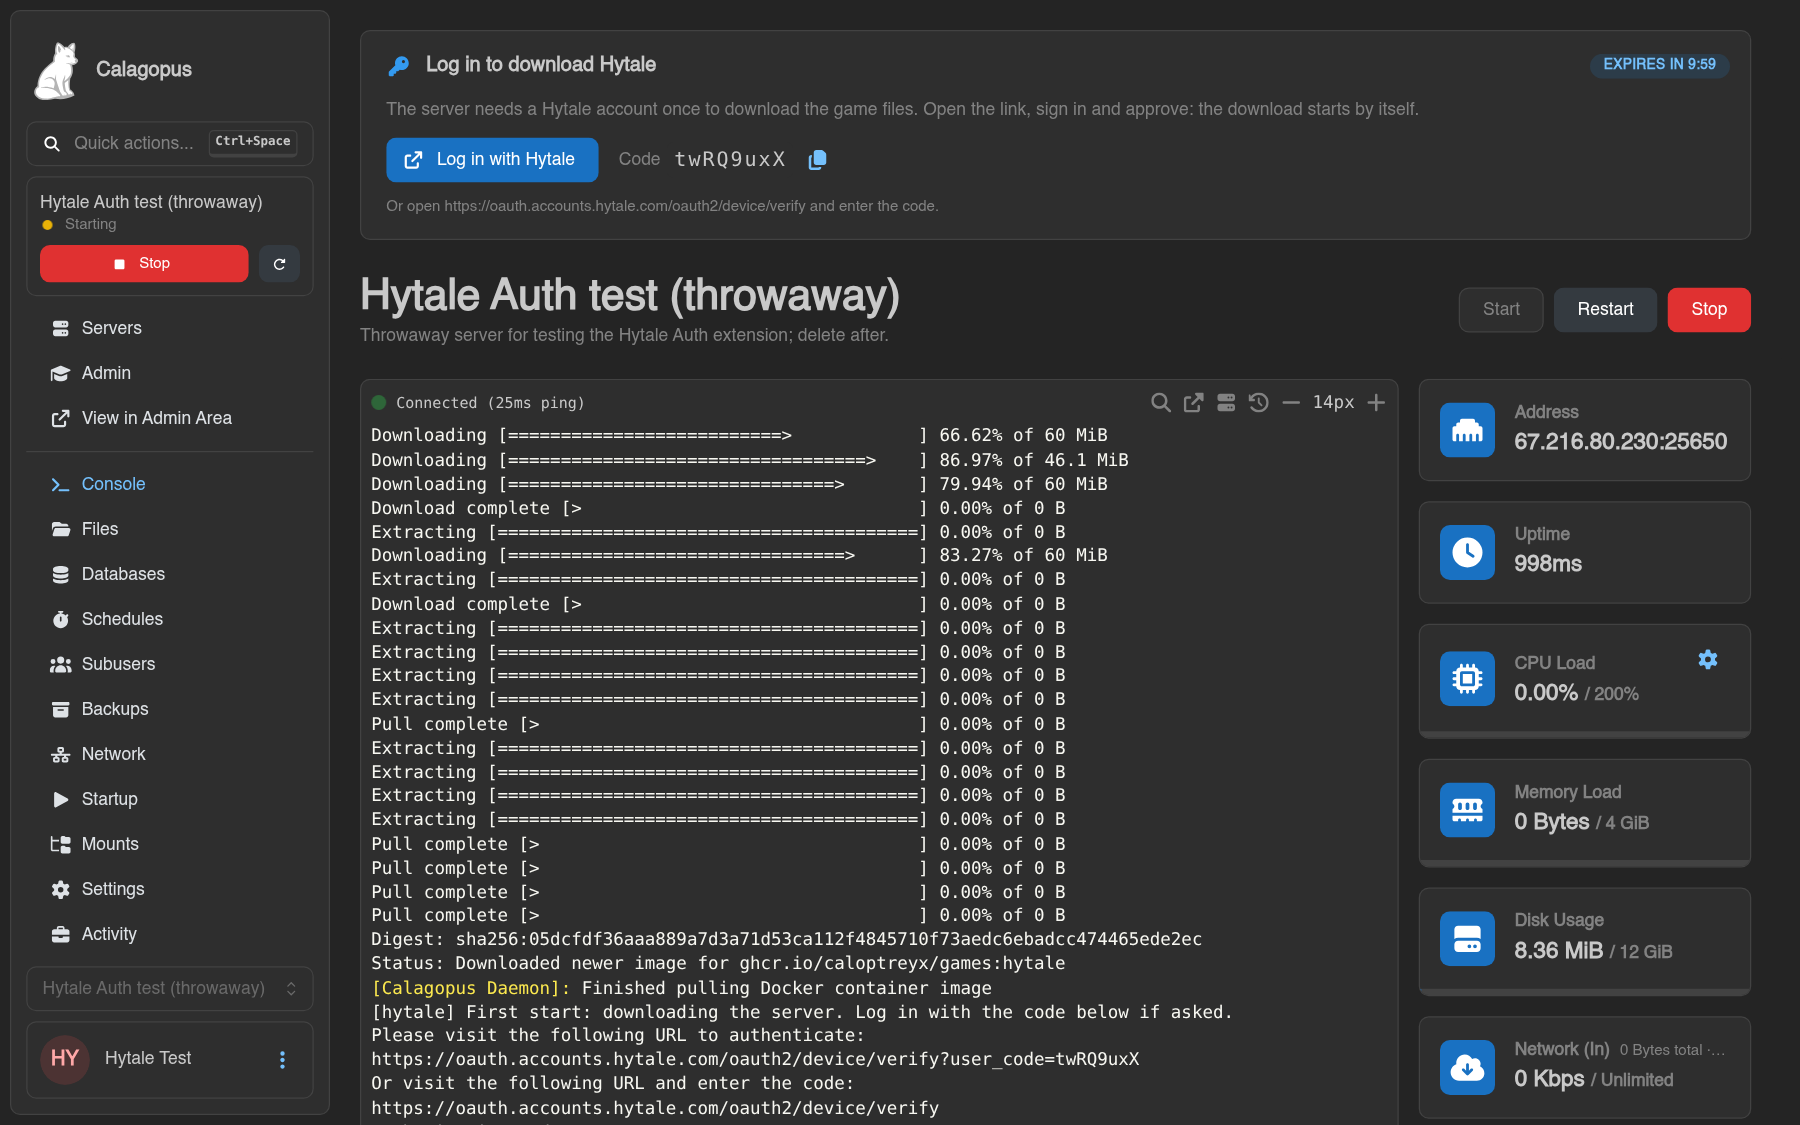 Calagopus
Quick actions... Ctrl+Space
Hytale Auth test (throwaway)
Starting
Stop
Servers
Admin
View in Admin Area
Console
Files
Databases
Schedules
Subusers
Backups
Network
Startup
Mounts
Settings
Activity
Hytale Auth test (throwaway)
HY Hytale Test
Log in to download Hytale
EXPIRES IN 9:59
The server needs a Hytale account once to download the game files. Open the link, sign in and approve: the download starts by itself.
Log in with Hytale Code twRQ9uxX
Or open https://oauth.accounts.hytale.com/oauth2/device/verify and enter the code.
Hytale Auth test (throwaway)
Throwaway server for testing the Hytale Auth extension; delete after.
Start Restart Stop
Connected (25ms ping) 14px
Downloading [==========================>            ] 66.62% of 60 MiB
Downloading [==================================>    ] 86.97% of 46.1 MiB
Downloading [===============================>       ] 79.94% of 60 MiB
Download complete [>                                ] 0.00% of 0 B
Extracting [========================================] 0.00% of 0 B
Downloading [================================>      ] 83.27% of 60 MiB
Extracting [========================================] 0.00% of 0 B
Download complete [>                                ] 0.00% of 0 B
Extracting [========================================] 0.00% of 0 B
Extracting [========================================] 0.00% of 0 B
Extracting [========================================] 0.00% of 0 B
Extracting [========================================] 0.00% of 0 B
Pull complete [>                                    ] 0.00% of 0 B
Extracting [========================================] 0.00% of 0 B
Extracting [========================================] 0.00% of 0 B
Extracting [========================================] 0.00% of 0 B
Extracting [========================================] 0.00% of 0 B
Pull complete [>                                    ] 0.00% of 0 B
Pull complete [>                                    ] 0.00% of 0 B
Pull complete [>                                    ] 0.00% of 0 B
Pull complete [>                                    ] 0.00% of 0 B
Digest: sha256:05dcfdf36aaa889a7d3a71d53ca112f4845710f73aedc6ebadcc474465ede2ec
Status: Downloaded newer image for ghcr.io/caloptreyx/games:hytale
[Calagopus Daemon]: Finished pulling Docker container image
[hytale] First start: downloading the server. Log in with the code below if asked.
Please visit the following URL to authenticate:
https://oauth.accounts.hytale.com/oauth2/device/verify?user_code=twRQ9uxX
Or visit the following URL and enter the code:
https://oauth.accounts.hytale.com/oauth2/device/verify
Address
67.216.80.230:25650
Uptime
998ms
CPU Load
0.00% / 200%
Memory Load
0 Bytes / 4 GiB
Disk Usage
8.36 MiB / 12 GiB
Network (In) 0 Bytes total ·...
0 Kbps / Unlimited